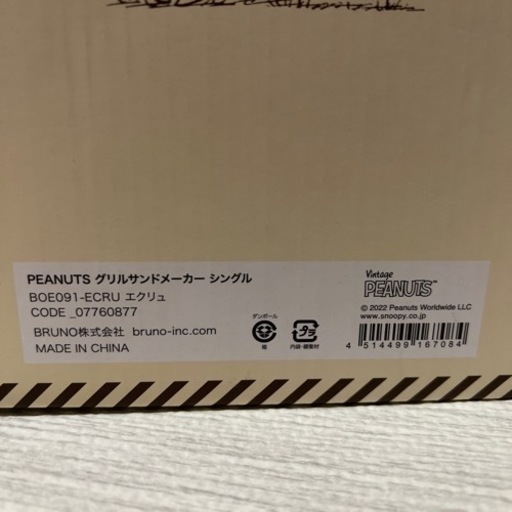 PEANUTS グリルサンドメーカー シングル
BOE091-ECRU エクリュ
CODE _07760877
BRUNO株式会社 bruno-inc.com
MADE IN CHINA
ダンボール
箱
プラ
内袋・緩衝材
Vintage
PEANUTS™
© 2022 Peanuts Worldwide LLC
www.snoopy.co.jp
4 514499 167084